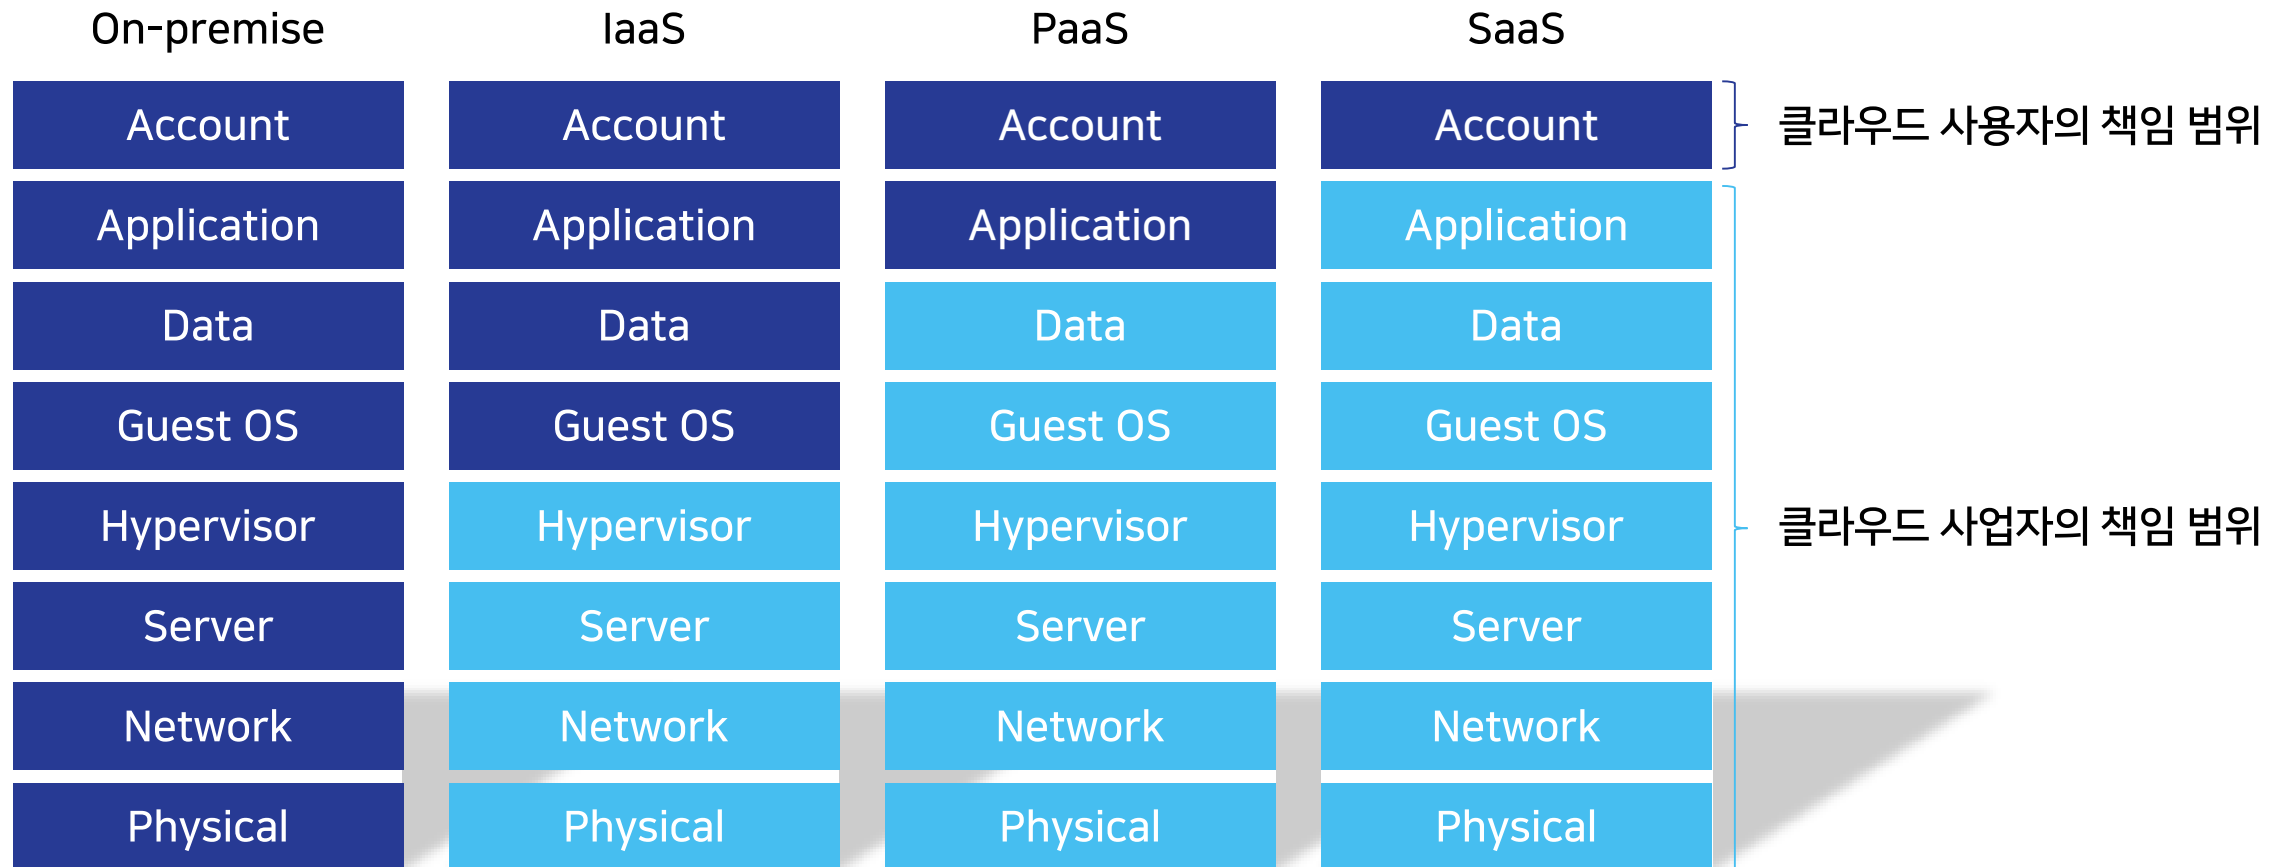 On-premise IaaS PaaS SaaS
Account Account Account Account 클라우드 사용자의 책임 범위
Application Application Application Application
Data Data Data Data
Guest OS Guest OS Guest OS Guest OS
Hypervisor Hypervisor Hypervisor Hypervisor 클라우드 사업자의 책임 범위
Server Server Server Server
Network Network Network Network
Physical Physical Physical Physical